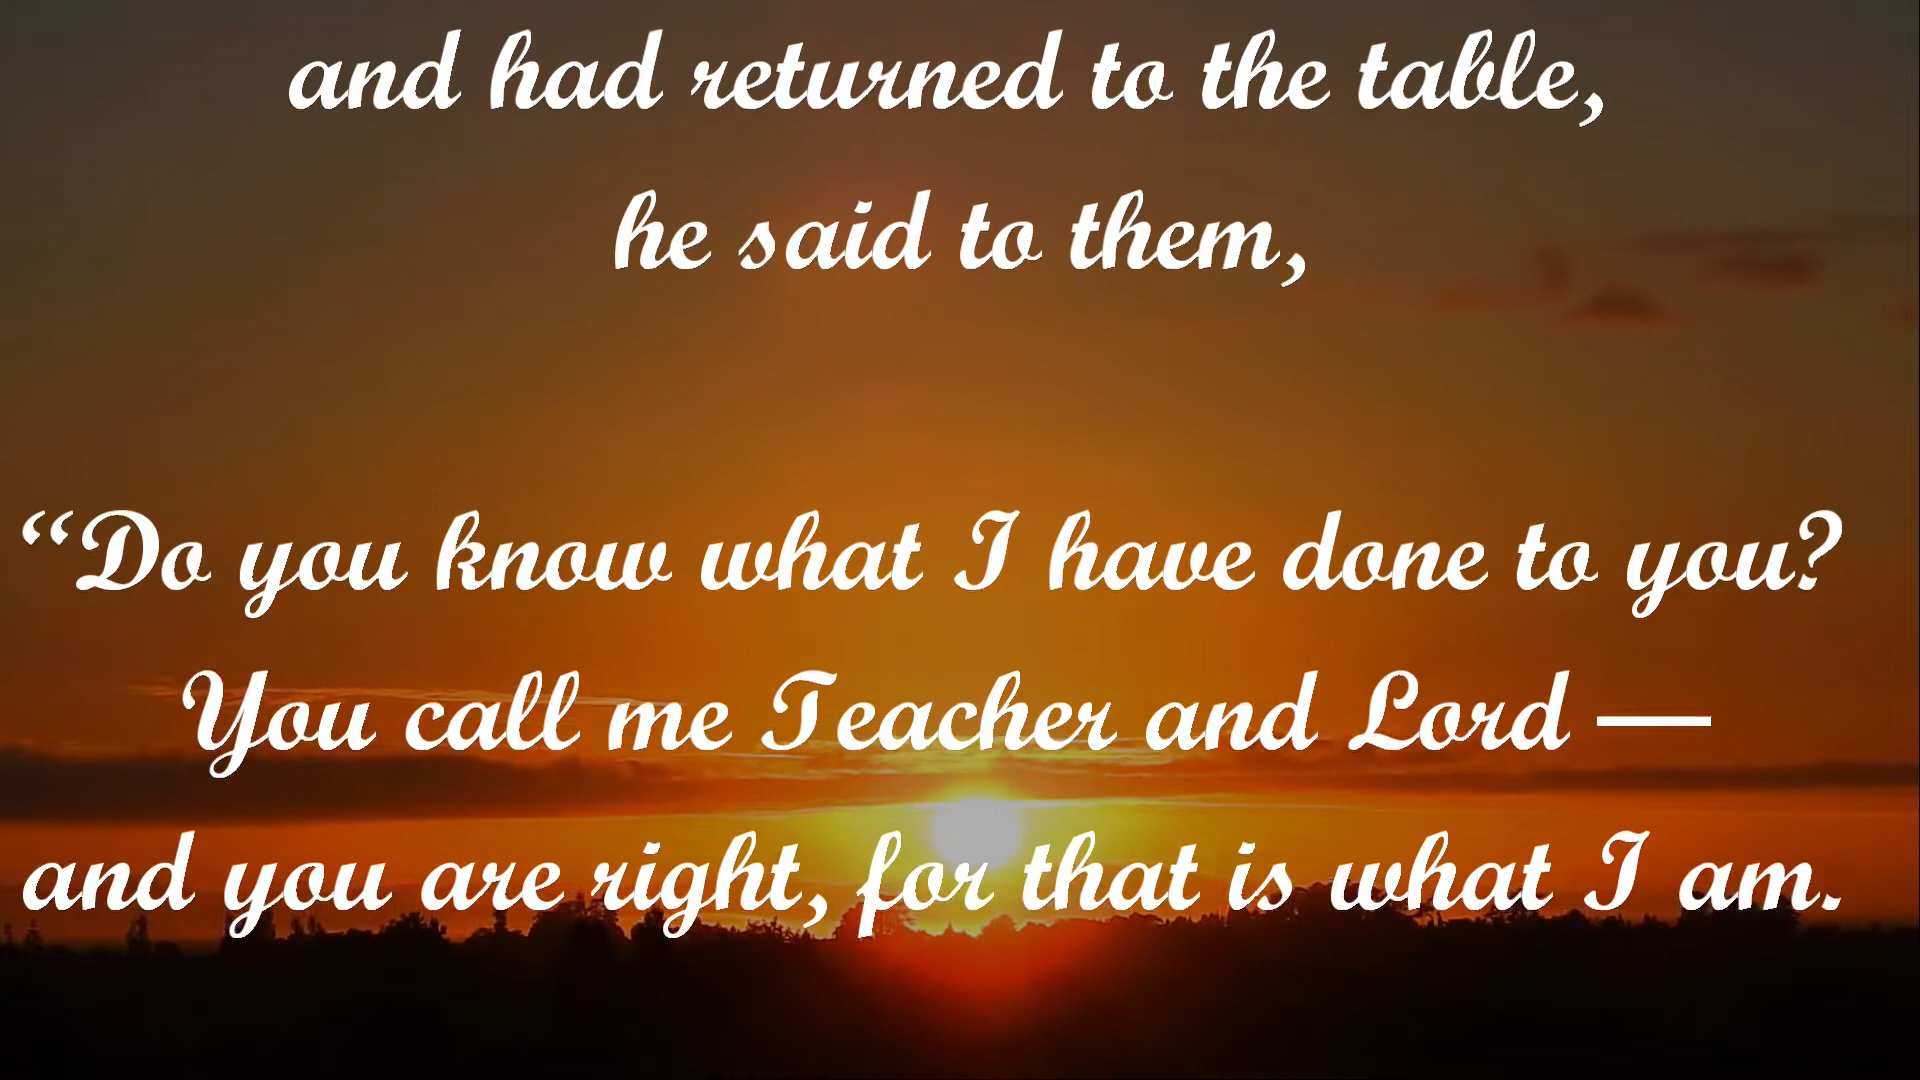 and had returned to the table,
he said to them,
“Do you know what I have done to you?
You call me Teacher and Lord —
and you are right, for that is what I am.